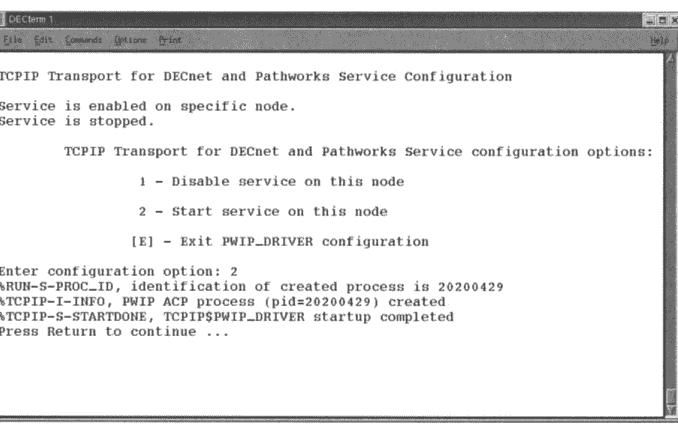 DECterm 1
File Edit Commands Options Print Help
TCPIP Transport for DECnet and Pathworks Service Configuration
Service is enabled on specific node.
Service is stopped.
TCPIP Transport for DECnet and Pathworks Service configuration options:
1 - Disable service on this node
2 - Start service on this node
[E] - Exit PWIP_DRIVER configuration
Enter configuration option: 2
%RUN-S-PROC_ID, identification of created process is 20200429
%TCPIP-I-INFO, PWIP ACP process (pid=20200429) created
%TCPIP-S-STARTDONE, TCPIP$PWIP_DRIVER startup completed
Press Return to continue ...